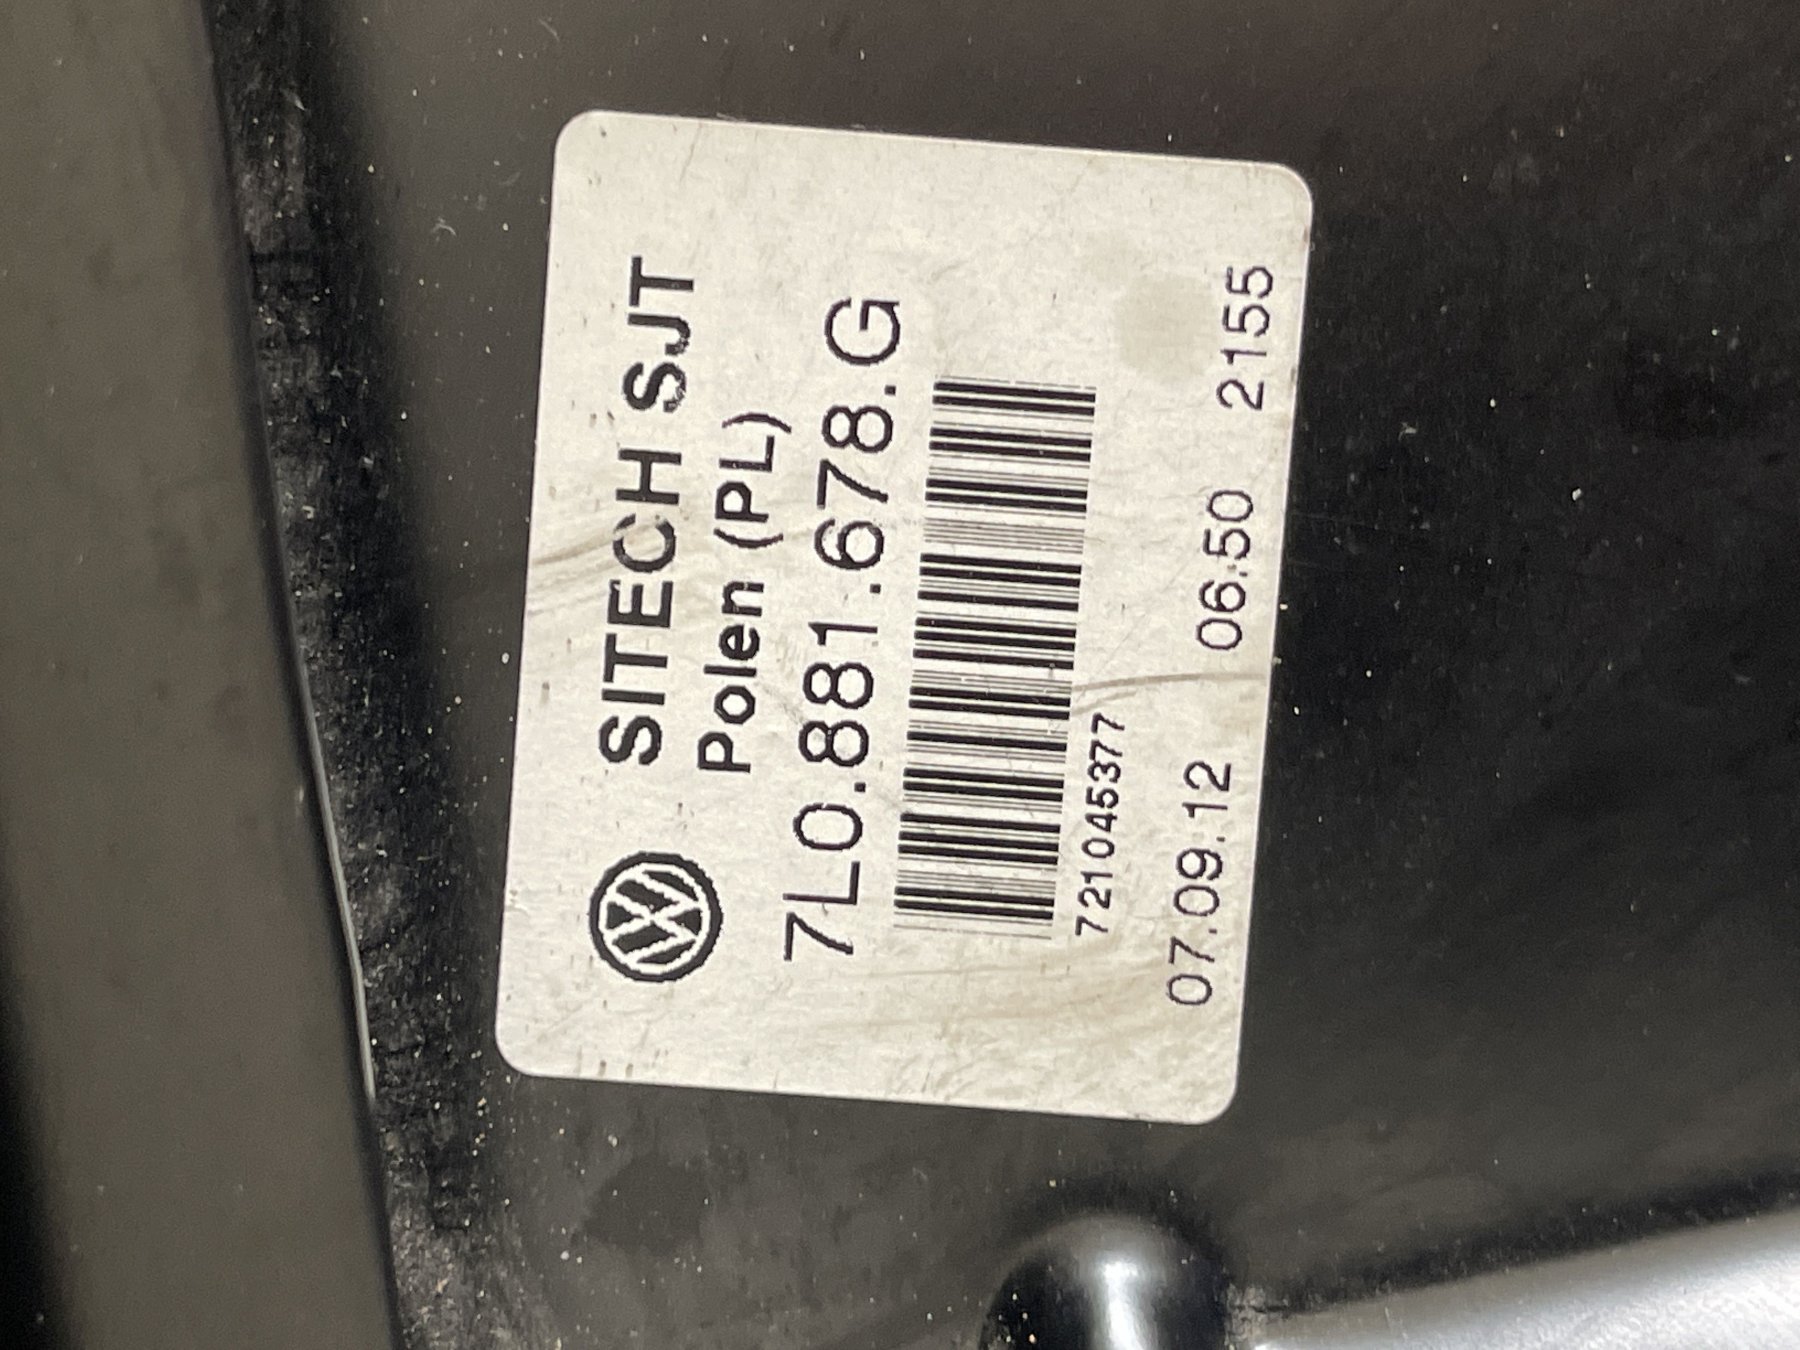 SITECH SJT
Polen (PL)
7L0.881.678.G
721045377
07.09.12 06.50 2155